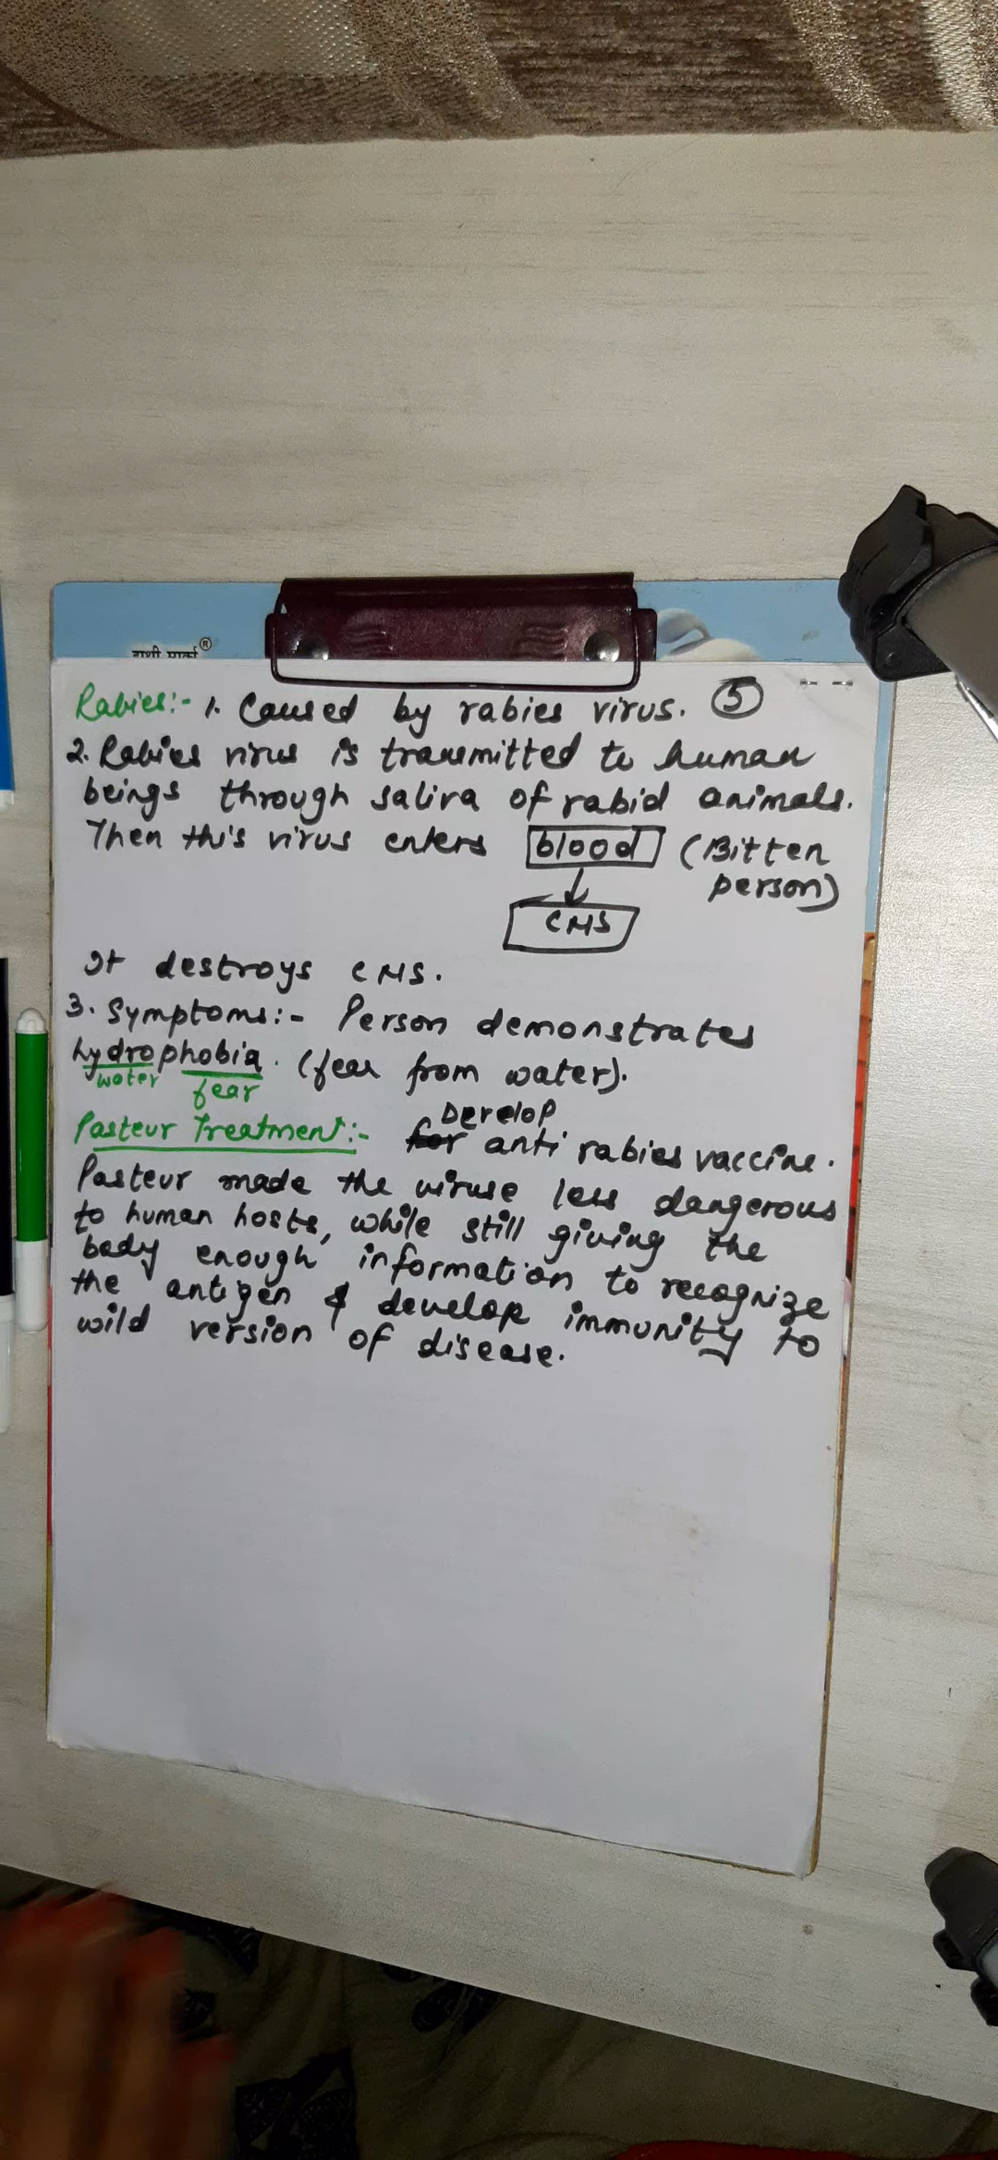 हाथी मार्का®
Rabies:- 1. Caused by rabies virus. 5
2. Rabies virus is transmitted to human
beings through saliva of rabid animals.
Then this virus enters blood (Bitten
person)
CNS
It destroys CNS.
3. Symptoms:- Person demonstrates
hydrophobia. (fear from water).
water fear
Pasteur Treatment:- for Develop anti rabies vaccine.
Pasteur made the viruse less dangerous
to human hosts, while still giving the
body enough information to recognize
the antigen & develop immunity to
wild version of disease.